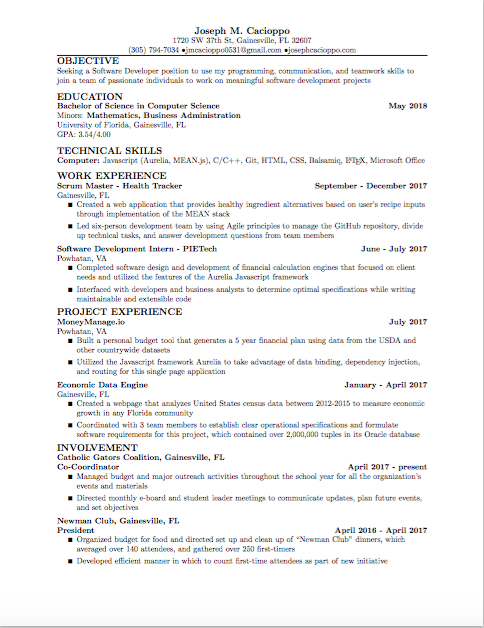 Joseph M. Cacioppo
1720 SW 37th St, Gainesville, FL 32607
(305) 794-7034 ●jmcacioppo0531@gmail.com ●josephcacioppo.com
OBJECTIVE
Seeking a Software Developer position to use my programming, communication, and teamwork skills to
join a team of passionate individuals to work on meaningful software development projects
EDUCATION
Bachelor of Science in Computer Science May 2018
Minors: Mathematics, Business Administration
University of Florida, Gainesville, FL
GPA: 3.54/4.00
TECHNICAL SKILLS
Computer: Javascript (Aurelia, MEAN.js), C/C++, Git, HTML, CSS, Balsamiq, LATEX, Microsoft Office
WORK EXPERIENCE
Scrum Master - Health Tracker September - December 2017
Gainesville, FL
■ Created a web application that provides healthy ingredient alternatives based on user's recipe inputs
through implementation of the MEAN stack
■ Led six-person development team by using Agile principles to manage the GitHub repository, divide
up technical tasks, and answer development questions from team members
Software Development Intern - PIETech June - July 2017
Powhatan, VA
■ Completed software design and development of financial calculation engines that focused on client
needs and utilized the features of the Aurelia Javascript framework
■ Interfaced with developers and business analysts to determine optimal specifications while writing
maintainable and extensible code
PROJECT EXPERIENCE
MoneyManage.io July 2017
Powhatan, VA
■ Built a personal budget tool that generates a 5 year financial plan using data from the USDA and
other countrywide datasets
■ Utilized the Javascript framework Aurelia to take advantage of data binding, dependency injection,
and routing for this single page application
Economic Data Engine January - April 2017
Gainesville, FL
■ Created a webpage that analyzes United States census data between 2012-2015 to measure economic
growth in any Florida community
■ Coordinated with 3 team members to establish clear operational specifications and formulate
software requirements for this project, which contained over 2,000,000 tuples in its Oracle database
INVOLVEMENT
Catholic Gators Coalition, Gainesville, FL
Co-Coordinator April 2017 - present
■ Managed budget and major outreach activities throughout the school year for all the organization's
events and materials
■ Directed monthly e-board and student leader meetings to communicate updates, plan future events,
and set objectives
Newman Club, Gainesville, FL
President April 2016 - April 2017
■ Organized budget for food and directed set up and clean up of "Newman Club" dinners, which
averaged over 140 attendees, and gathered over 250 first-timers
■ Developed efficient manner in which to count first-time attendees as part of new initiative